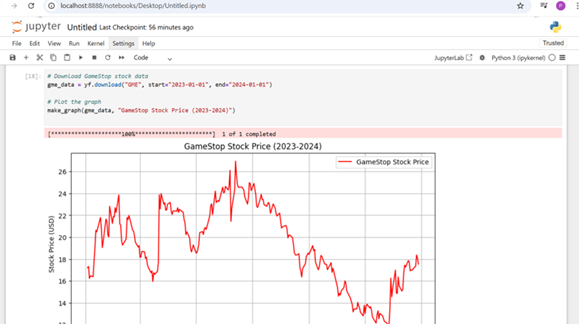 localhost:8888/notebooks/Desktop/Untitled.ipynb
jupyter Untitled Last Checkpoint: 56 minutes ago
File Edit View Run Kernel Settings Help Trusted
Code JupyterLab Python 3 (ipykernel)
[18]: # Download GameStop stock data
gme_data = yf.download("GME", start="2023-01-01", end="2024-01-01")
# Plot the graph
make_graph(gme_data, "GameStop Stock Price (2023-2024)")
[*********************100%***********************] 1 of 1 completed
GameStop Stock Price (2023-2024)
GameStop Stock Price
26
24
22
20
18
16
14
12
Stock Price (USD)